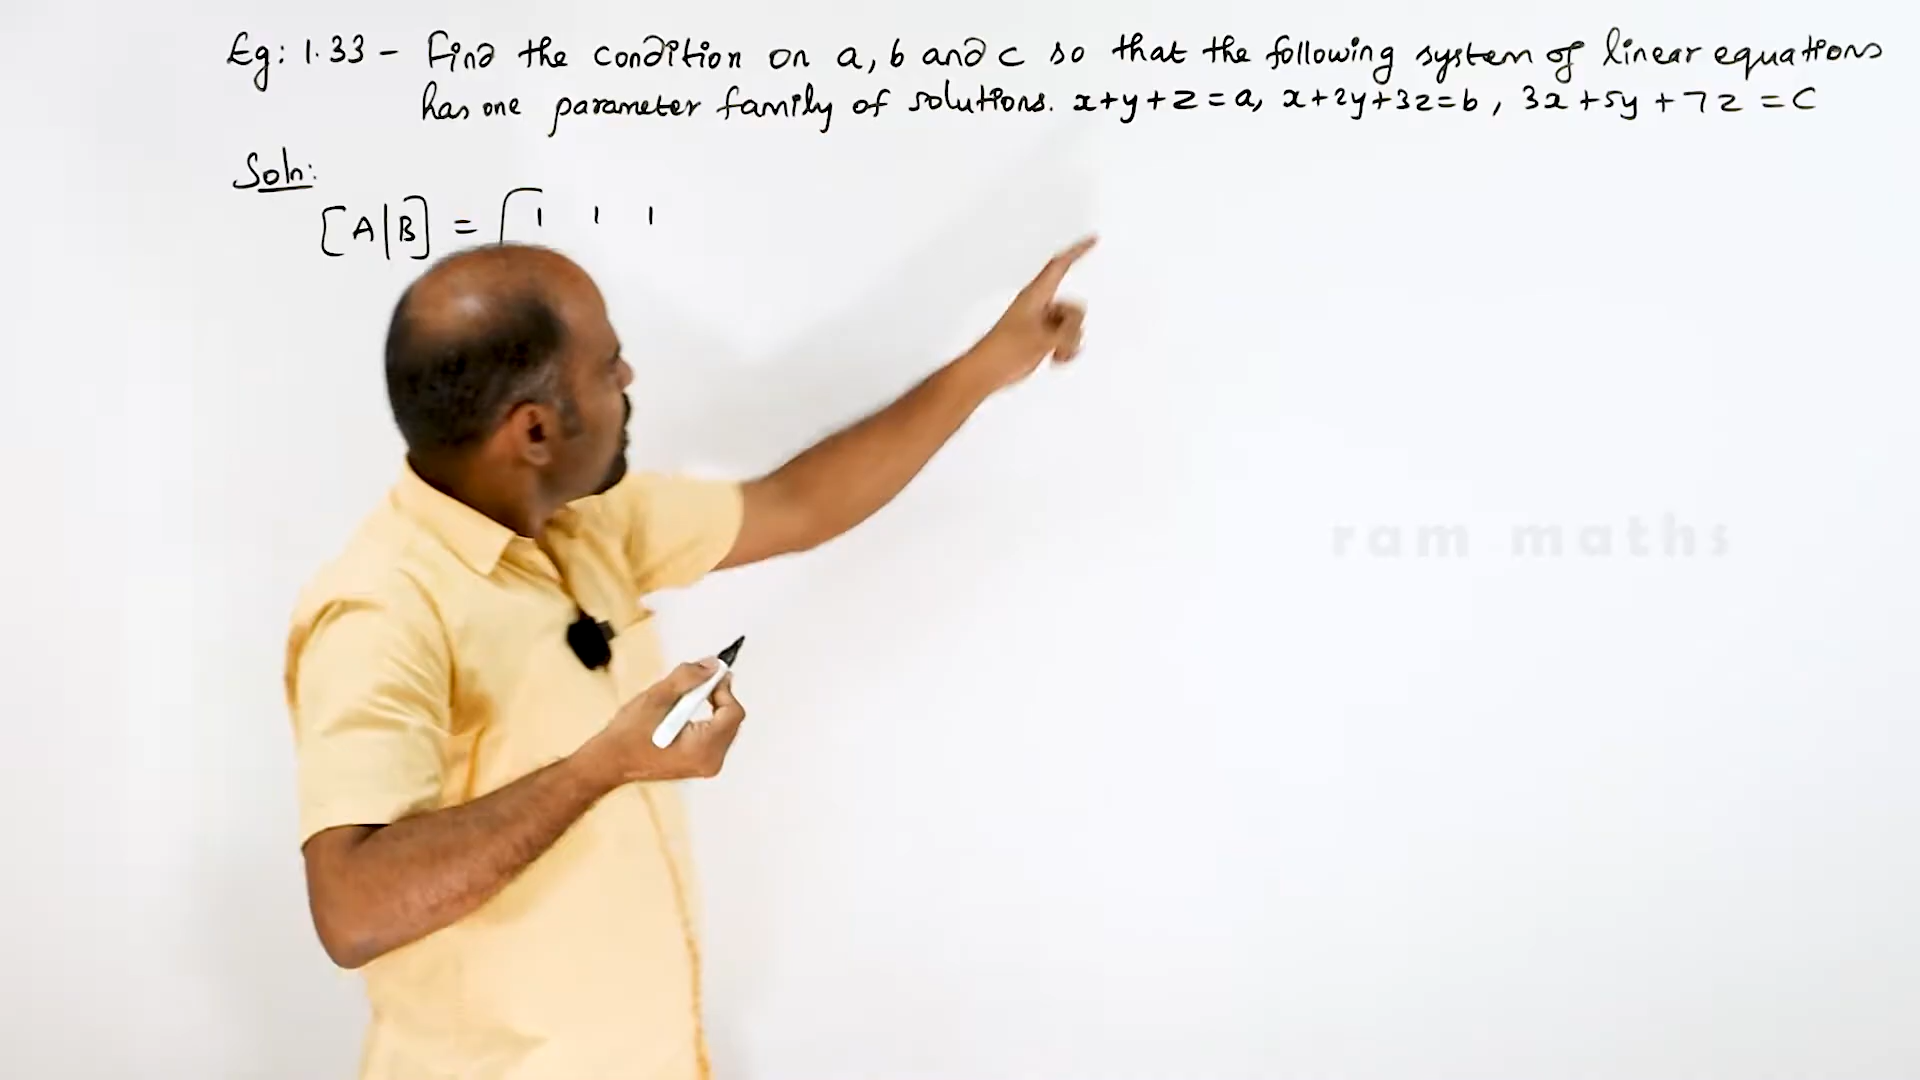 Eg: 1.33 - Find the condition on a, b and c so that the following system of linear equations
has one parameter family of solutions. x+y+z=a, x+2y+3z=b, 3x+5y+7z=c
Soln:
[A|B] = [ 1 1 1
ram maths